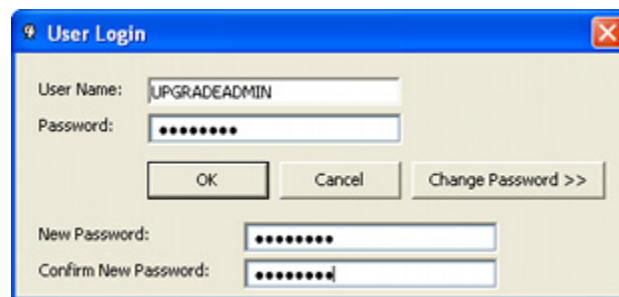 User Login
User Name: UPGRADEADMIN
Password: ●●●●●●●●
OK Cancel Change Password >>
New Password: ●●●●●●●●
Confirm New Password: ●●●●●●●●